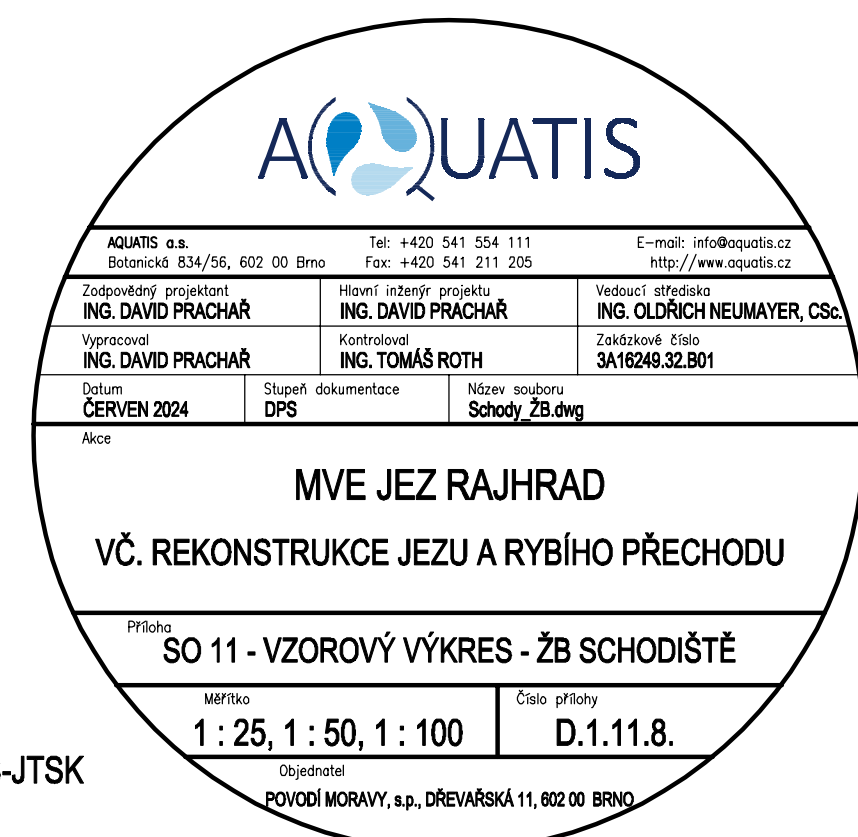 AQUATIS
AQUATIS a.s. Tel: +420 541 554 111 E-mail: info@aquatis.cz
Botanická 834/56, 602 00 Brno Fax: +420 541 211 205 http://www.aquatis.cz
Zodpovědný projektant Hlavní inženýr projektu Vedoucí střediska
ING. DAVID PRACHAŘ ING. DAVID PRACHAŘ ING. OLDŘICH NEUMAYER, CSc.
Vypracoval Kontroloval Zakázkové číslo
ING. DAVID PRACHAŘ ING. TOMÁŠ ROTH 3A16249.32.B01
Datum Stupeň dokumentace Název souboru
ČERVEN 2024 DPS Schody_ŽB.dwg
Akce
MVE JEZ RAJHRAD
VČ. REKONSTRUKCE JEZU A RYBÍHO PŘECHODU
Příloha
SO 11 - VZOROVÝ VÝKRES - ŽB SCHODIŠTĚ
Měřítko Číslo přílohy
1 : 25, 1 : 50, 1 : 100 D.1.11.8.
-JTSK
Objednatel
POVODÍ MORAVY, s.p., DŘEVAŘSKÁ 11, 602 00 BRNO